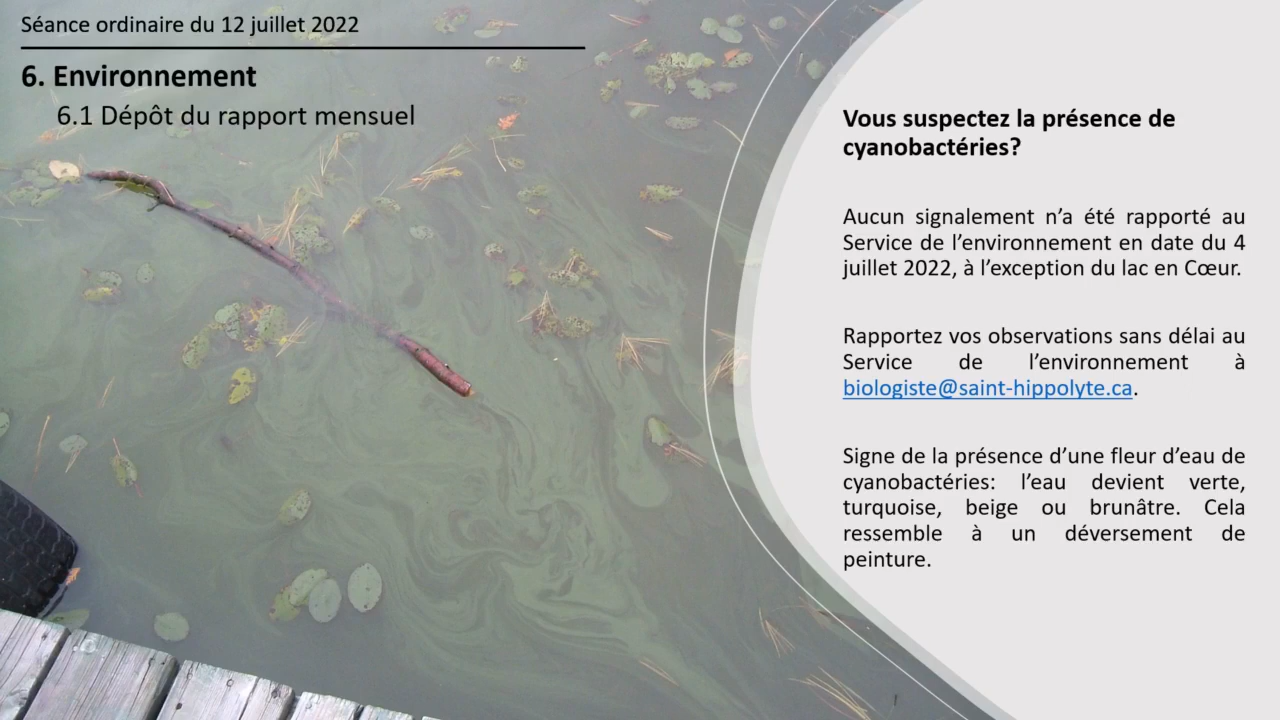 Séance ordinaire du 12 juillet 2022
6. Environnement
6.1 Dépôt du rapport mensuel
Vous suspectez la présence de
cyanobactéries?
Aucun signalement n’a été rapporté au
Service de l’environnement en date du 4
juillet 2022, à l’exception du lac en Cœur.
Rapportez vos observations sans délai au
Service de l’environnement à
biologiste@saint-hippolyte.ca.
Signe de la présence d’une fleur d’eau de
cyanobactéries: l’eau devient verte,
turquoise, beige ou brunâtre. Cela
ressemble à un déversement de
peinture.